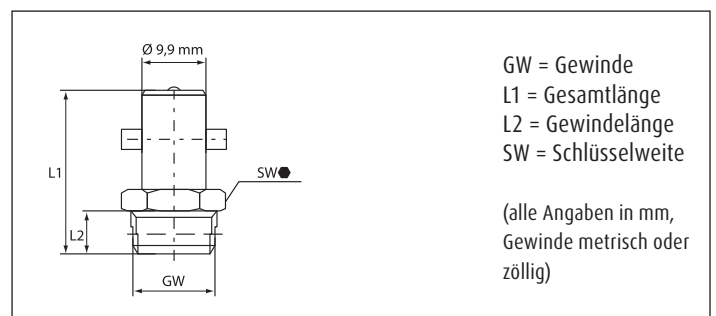 Ø 9,9 mm
L1
L2
SW
GW
GW = Gewinde
L1 = Gesamtlänge
L2 = Gewindelänge
SW = Schlüsselweite
(alle Angaben in mm,
Gewinde metrisch oder
zöllig)